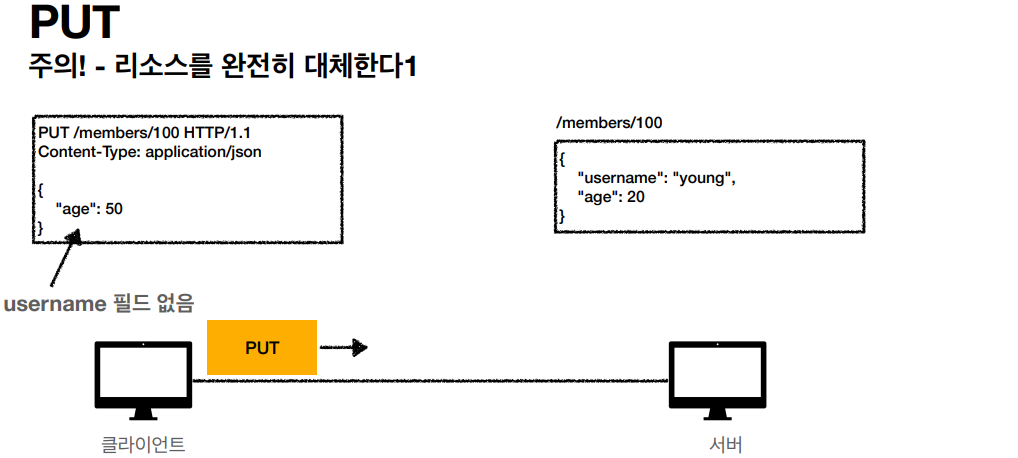 PUT
주의! - 리소스를 완전히 대체한다1
PUT /members/100 HTTP/1.1
Content-Type: application/json
{
"age": 50
}
username 필드 없음
/members/100
{
"username": "young",
"age": 20
}
PUT
클라이언트
서버